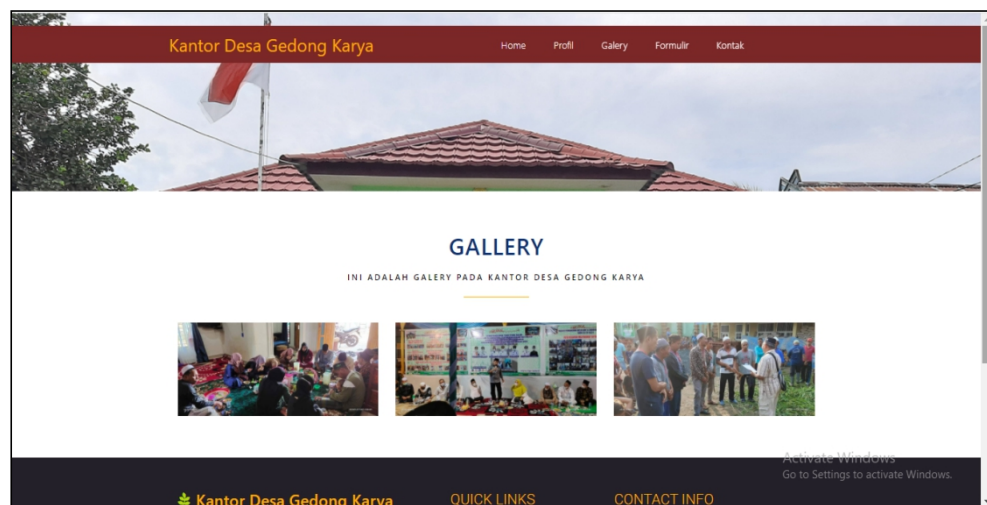 Kantor Desa Gedong Karya
Home Profil Galery Formulir Kontak
GALLERY
INI ADALAH GALERY PADA KANTOR DESA GEDONG KARYA
Activate Windows
Go to Settings to activate Windows.
Kantor Desa Gedong Karya QUICK LINKS CONTACT INFO